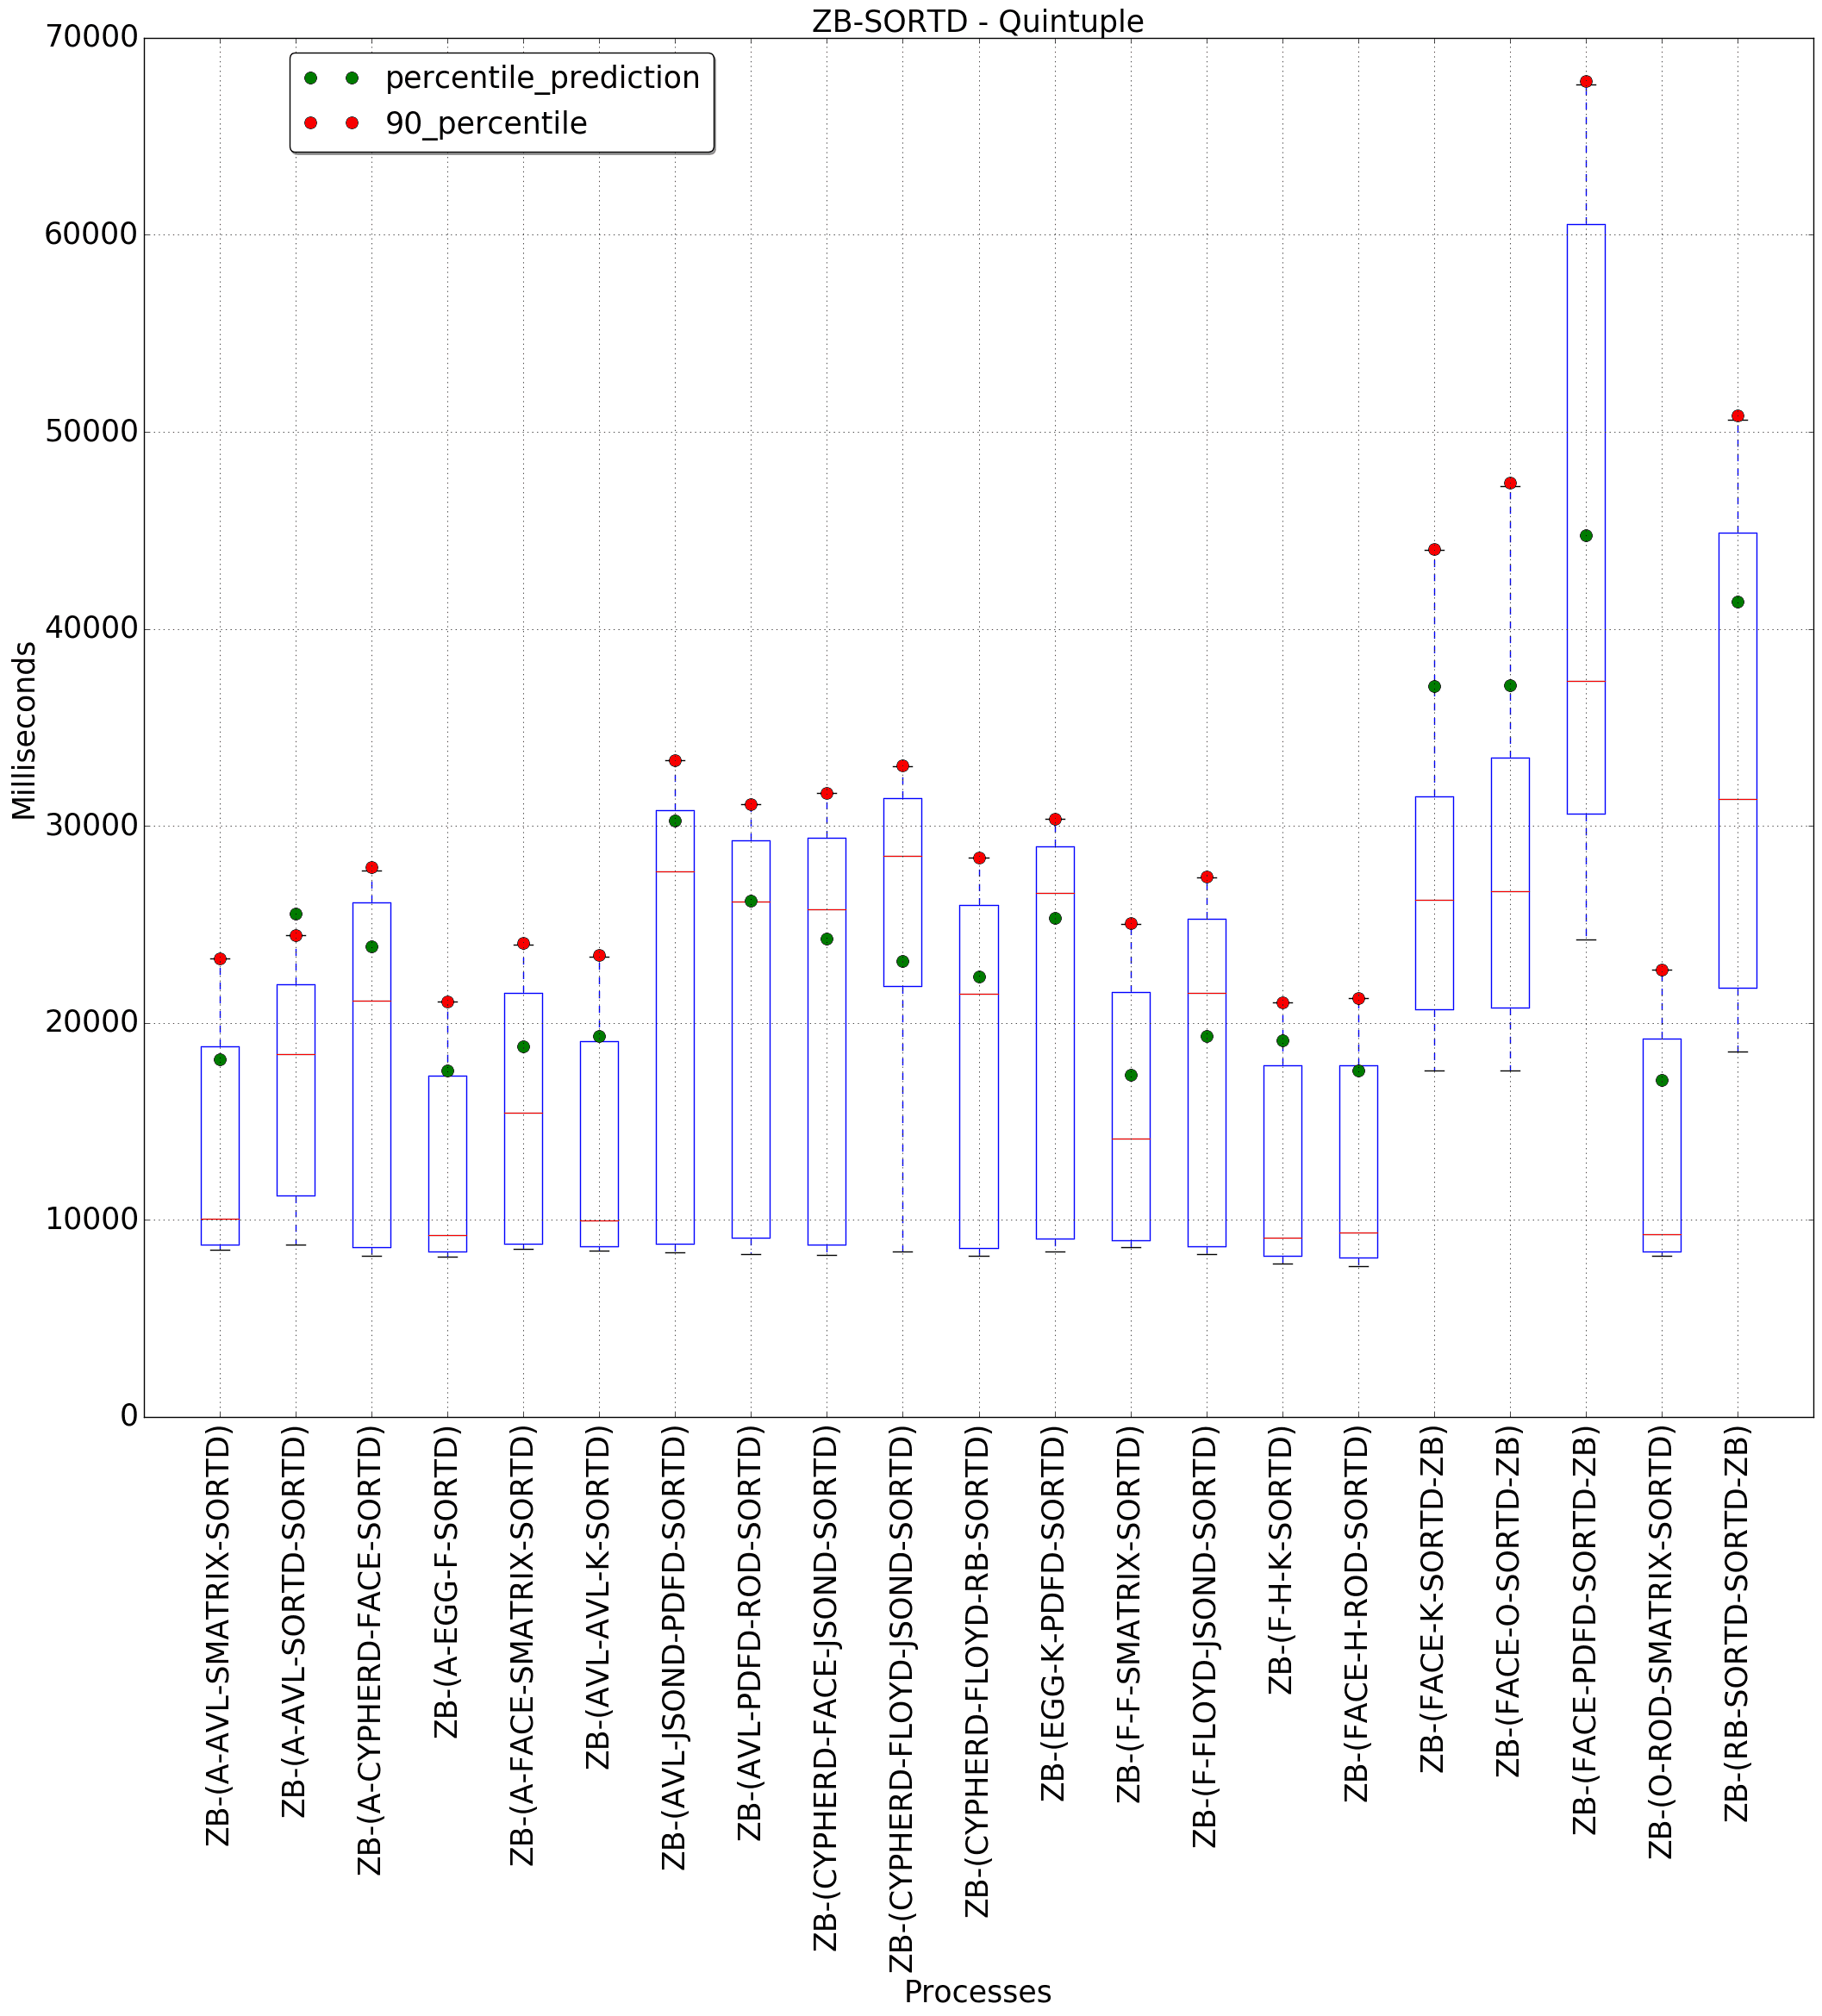 ZB-SORTD - Quintuple
70000
60000
50000
40000
30000
20000
10000
0
Milliseconds
percentile_prediction
90_percentile
ZB-(A-AVL-SMATRIX-SORTD)
ZB-(A-AVL-SORTD-SORTD)
ZB-(A-CYPHERD-FACE-SORTD)
ZB-(A-EGG-F-SORTD)
ZB-(A-FACE-SMATRIX-SORTD)
ZB-(AVL-AVL-K-SORTD)
ZB-(AVL-JSOND-PDFD-SORTD)
ZB-(AVL-PDFD-ROD-SORTD)
ZB-(CYPHERD-FACE-JSOND-SORTD)
ZB-(CYPHERD-FLOYD-JSOND-SORTD)
ZB-(CYPHERD-FLOYD-RB-SORTD)
ZB-(EGG-K-PDFD-SORTD)
ZB-(F-F-SMATRIX-SORTD)
ZB-(F-FLOYD-JSOND-SORTD)
ZB-(F-H-K-SORTD)
ZB-(FACE-H-ROD-SORTD)
ZB-(FACE-K-SORTD-ZB)
ZB-(FACE-O-SORTD-ZB)
ZB-(FACE-PDFD-SORTD-ZB)
ZB-(O-ROD-SMATRIX-SORTD)
ZB-(RB-SORTD-SORTD-ZB)
Processes